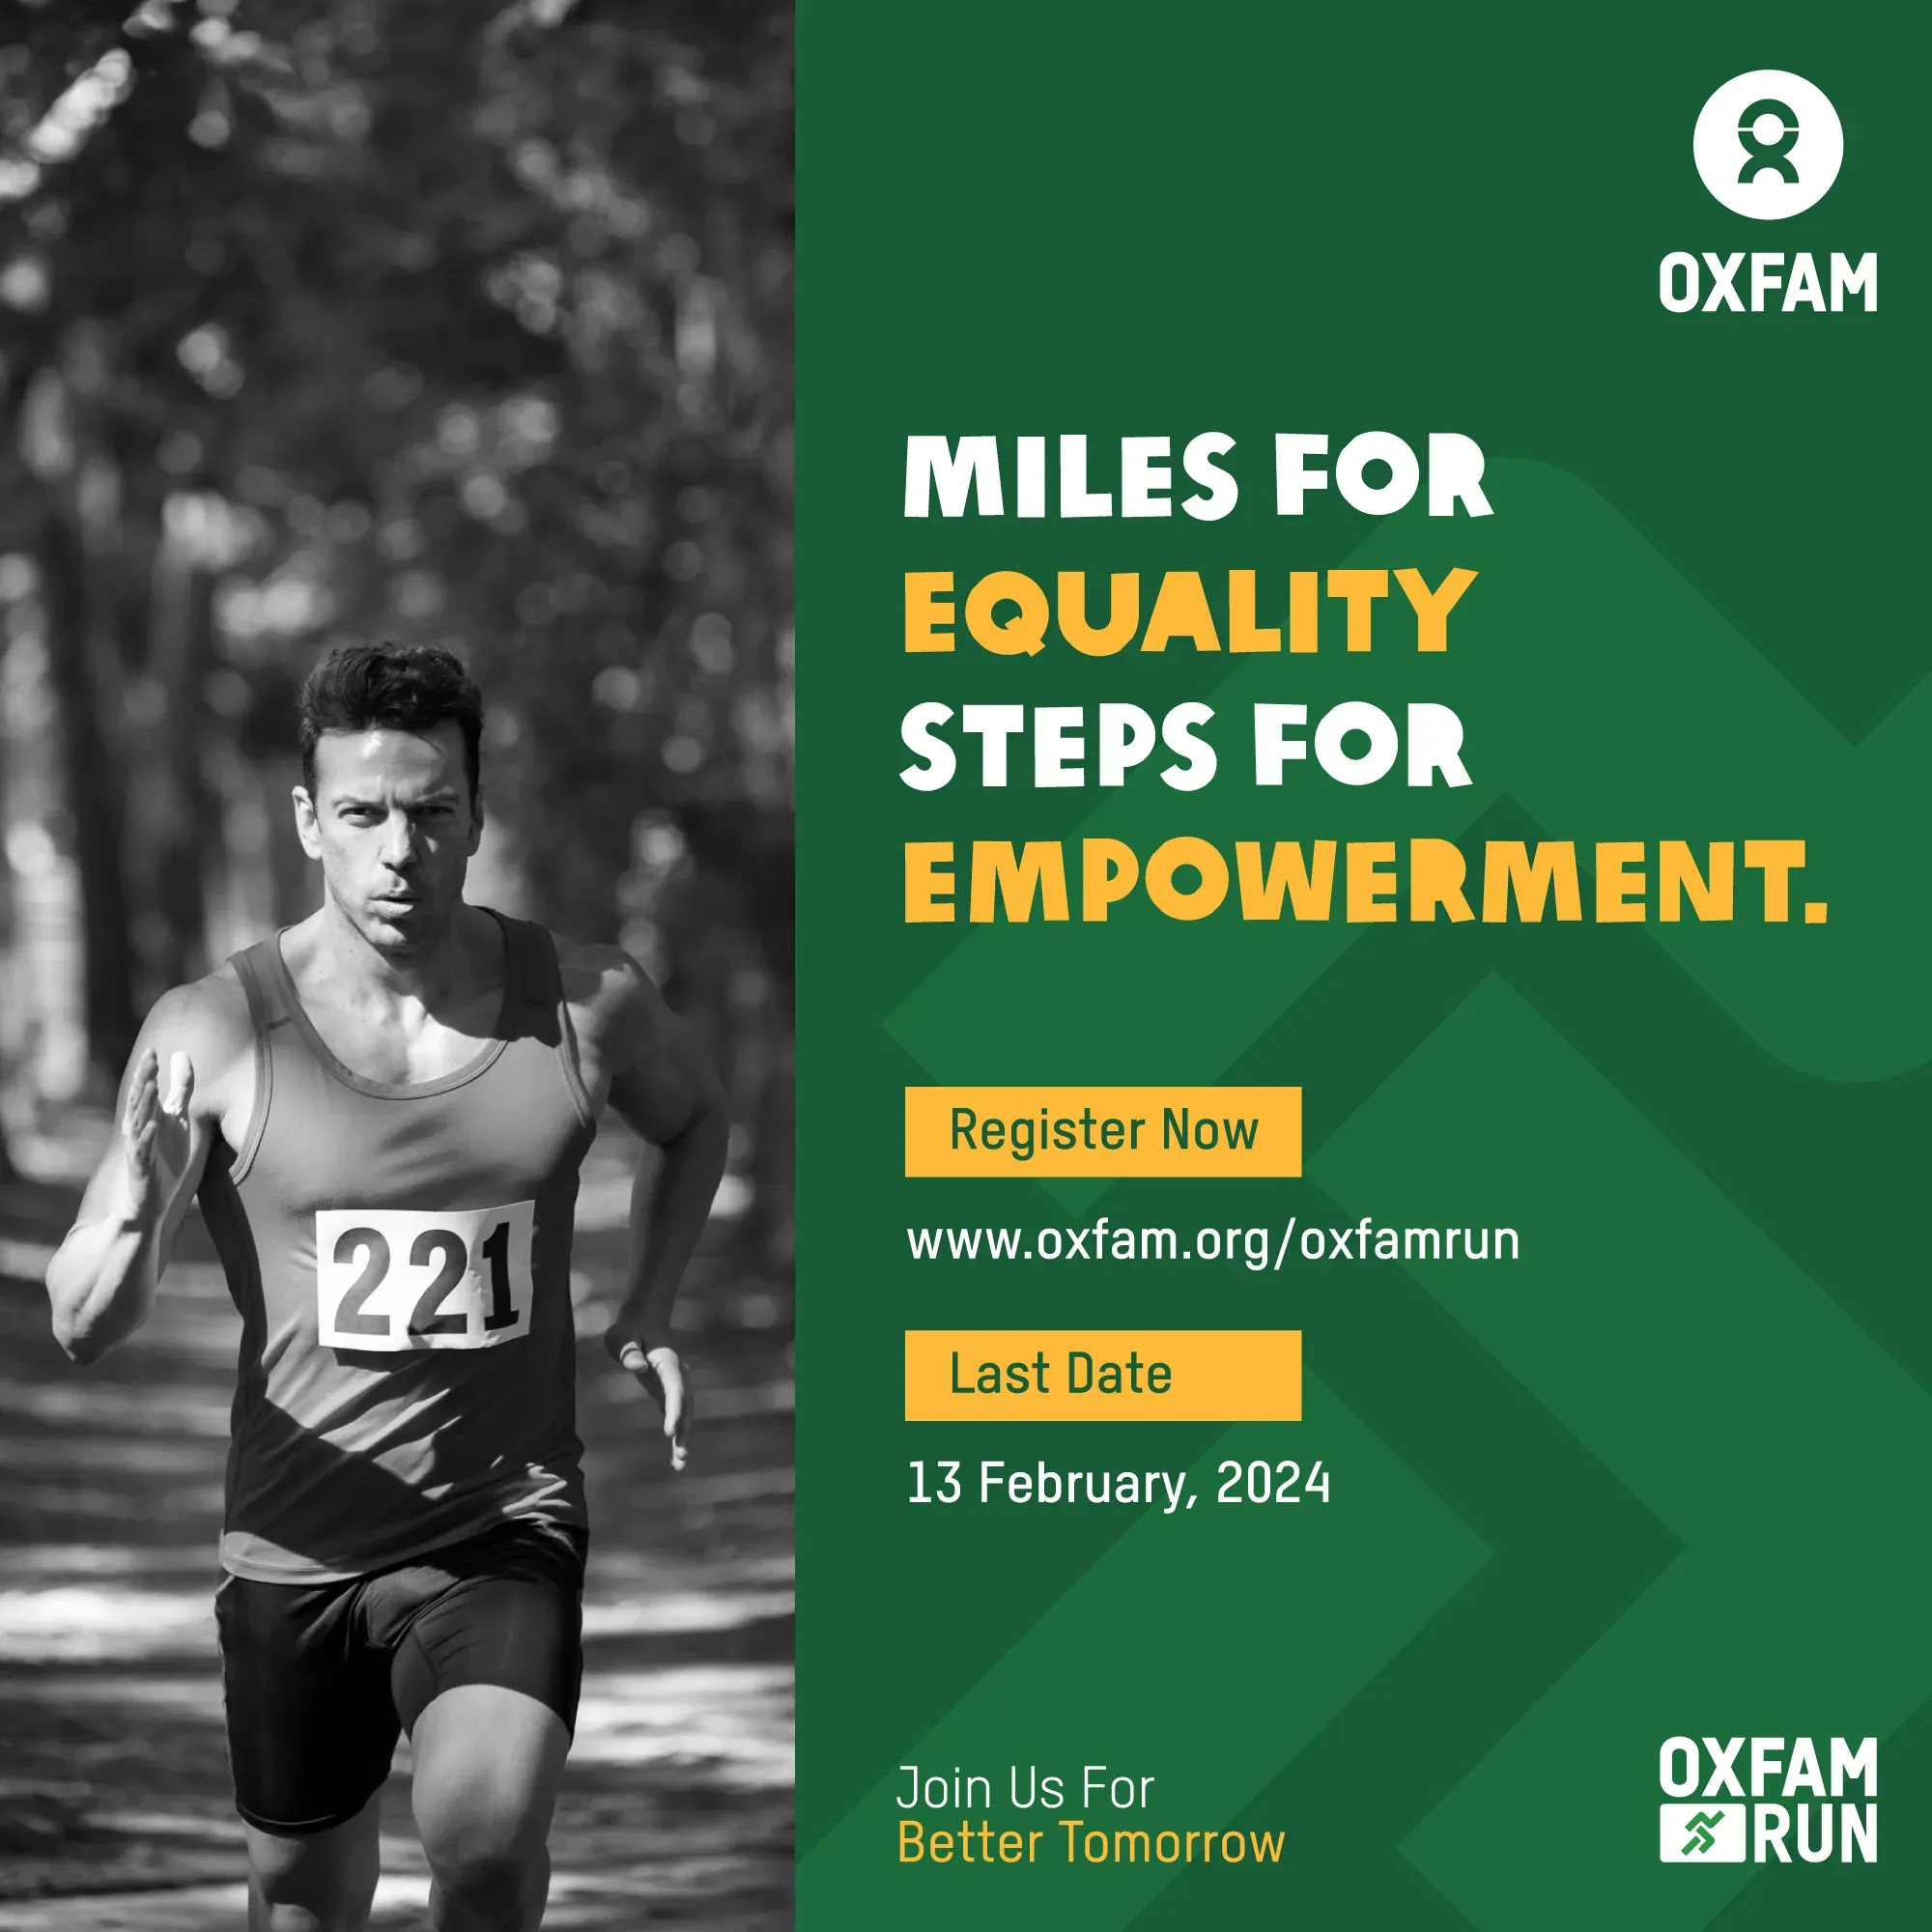 OXFAM
MILES FOR
EQUALITY
STEPS FOR
EMPOWERMENT.
221
Register Now
www.oxfam.org/oxfamrun
Last Date
13 February, 2024
Join Us For
Better Tomorrow
OXFAM
RUN